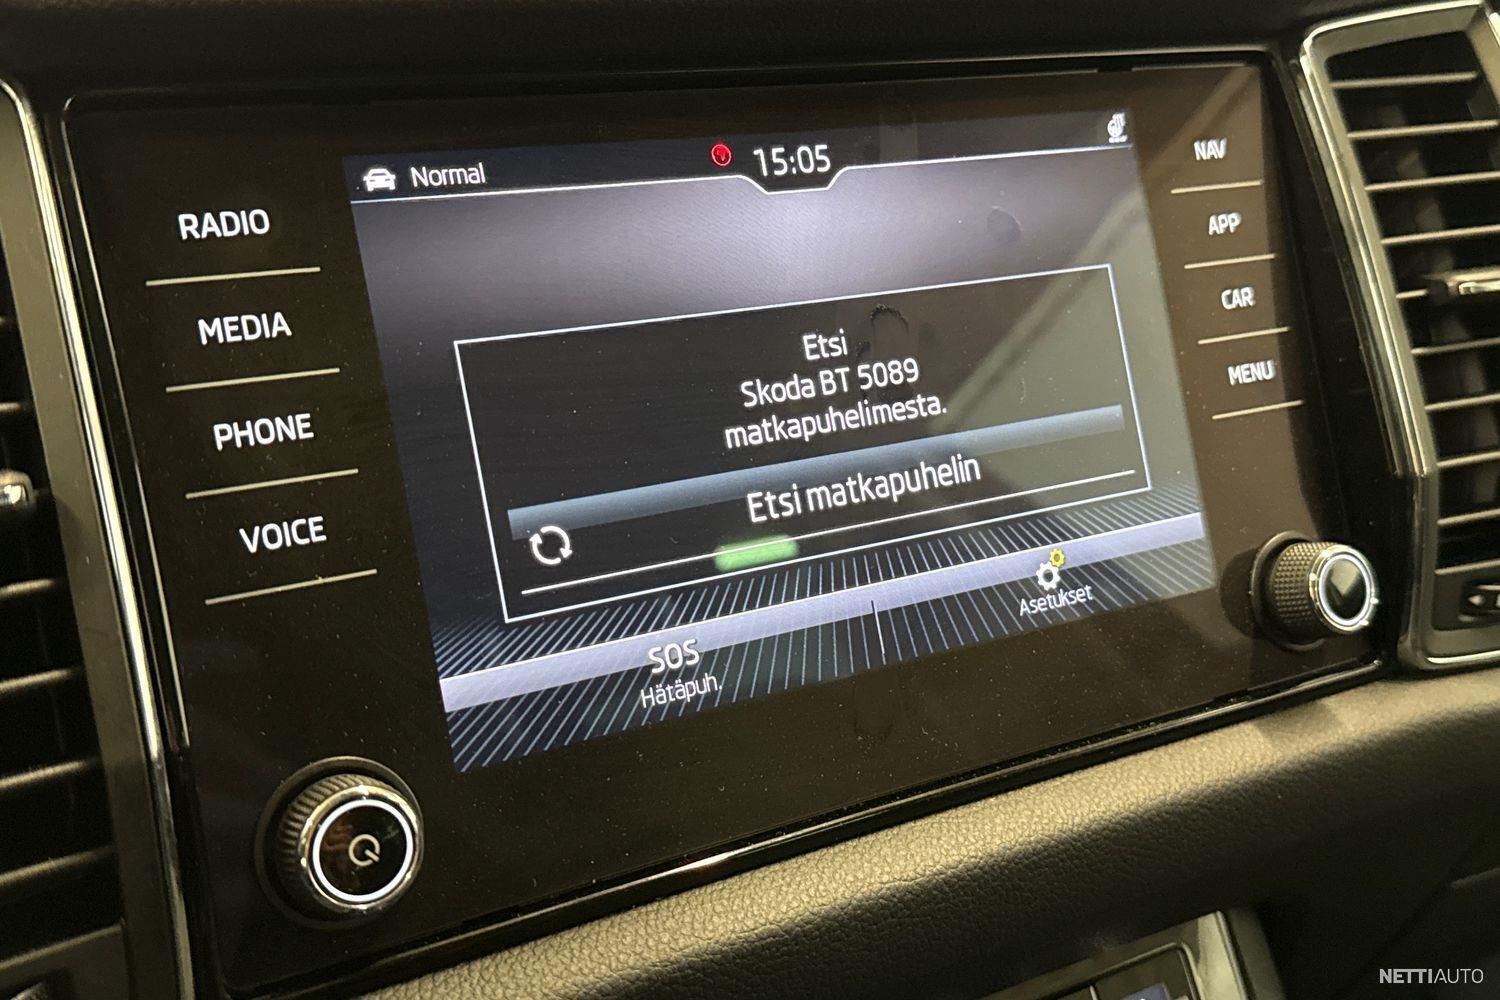 Normal
15:05
RADIO
MEDIA
PHONE
VOICE
NAV
APP
CAR
MENU
Etsi
Skoda BT 5089
matkapuhelimesta.
Etsi matkapuhelin
SOS
Hätäpuh.
Asetukset
NETTIAUTO